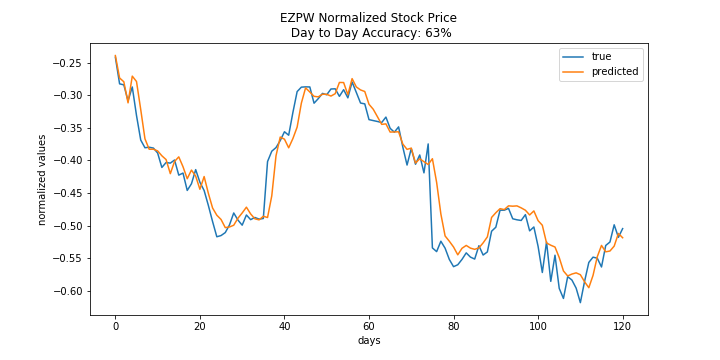 EZPW Normalized Stock Price
Day to Day Accuracy: 63%
true
predicted
normalized values
−0.25
−0.30
−0.35
−0.40
−0.45
−0.50
−0.55
−0.60
0
20
40
60
80
100
120
days